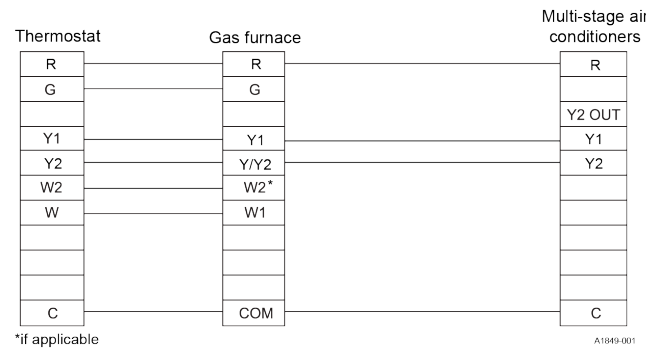 Multi-stage air
conditioners
Thermostat
Gas furnace
R R R
G G
Y2 OUT
Y1 Y1 Y1
Y2 Y/Y2 Y2
W2 W2*
W W1
C COM C
*if applicable
A1849-001